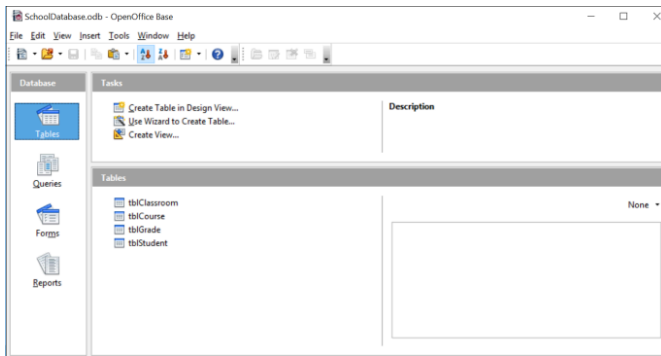 SchoolDatabase.odb - OpenOffice Base
File Edit View Insert Tools Window Help
Database
Tables
Queries
Forms
Reports
Tasks
Create Table in Design View...
Use Wizard to Create Table...
Create View...
Description
Tables
tblClassroom
tblCourse
tblGrade
tblStudent
None